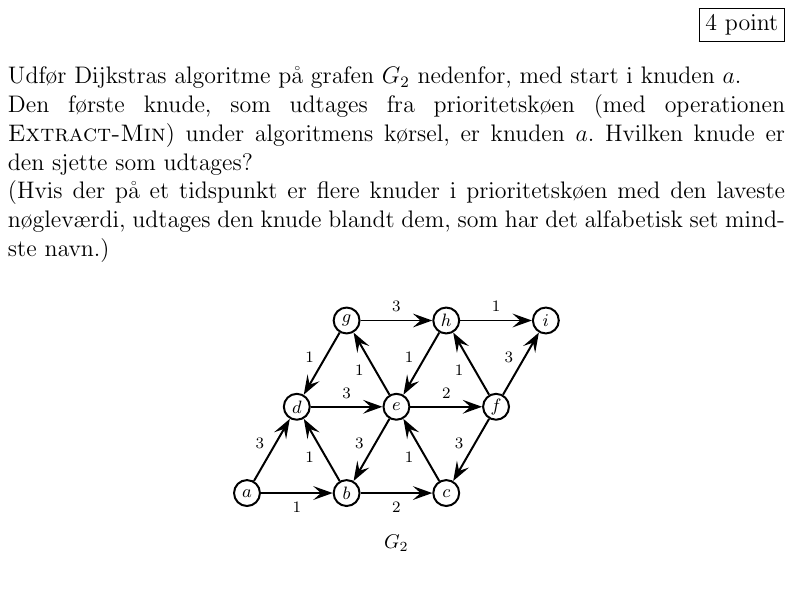 4 point
Udfør Dijkstras algoritme på grafen G₂ nedenfor, med start i knuden a.
Den første knude, som udtages fra prioritetskøen (med operationen
EXTRACT-MIN) under algoritmens kørsel, er knuden a. Hvilken knude er
den sjette som udtages?
(Hvis der på et tidspunkt er flere knuder i prioritetskøen med den laveste
nøgleværdi, udtages den knude blandt dem, som har det alfabetisk set mind-
ste navn.)
3 1
g h i
1 1 1 1 3
3 2
d e f
3 1 3 1 3
a b c
1 2
G₂